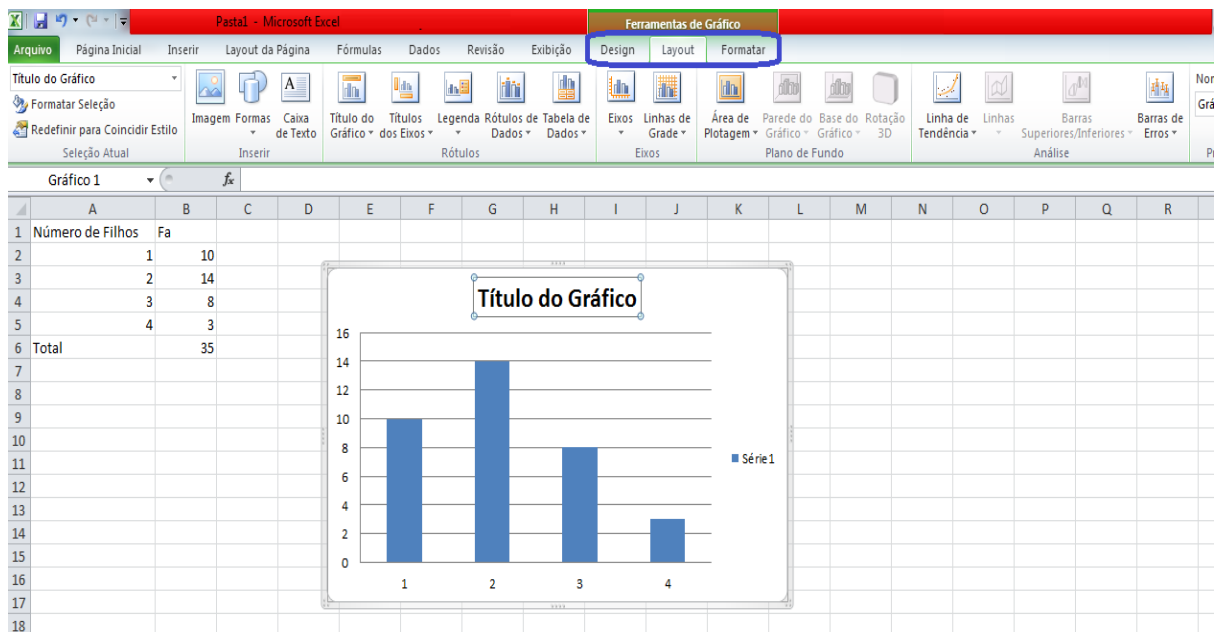 Pasta1 - Microsoft Excel
Ferramentas de Gráfico
Arquivo Página Inicial Inserir Layout da Página Fórmulas Dados Revisão Exibição Design Layout Formatar
Título do Gráfico
Formatar Seleção
Redefinir para Coincidir Estilo
Seleção Atual
Imagem Formas Caixa de Texto
Inserir
Título do Gráfico Títulos dos Eixos Legenda Rótulos de Dados Tabela de Dados
Rótulos
Eixos Linhas de Grade
Eixos
Área de Plotagem Parede do Gráfico Base do Gráfico Rotação 3D
Plano de Fundo
Linha de Tendência Linhas Barras Superiores/Inferiores Barras de Erros
Análise
Nor
Grá
P
Gráfico 1 fx
A B C D E F G H I J K L M N O P Q R
1 Número de Filhos Fa
2 1 10
3 2 14
4 3 8
5 4 3
6 Total 35
7
8
9
10
11
12
13
14
15
16
17
18
Título do Gráfico
16
14
12
10
8
6
4
2
0
1 2 3 4
Série1